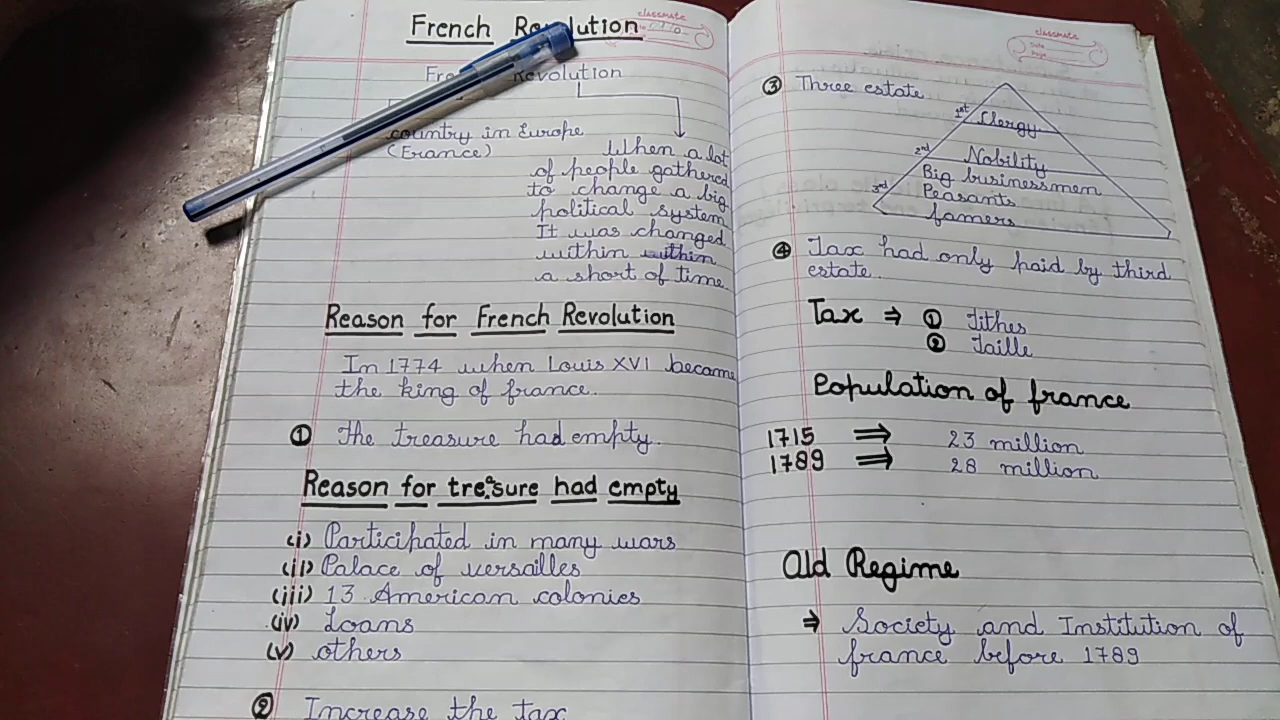 French Revolution
classmate
Revolution
country in Europe
(France)
When a lot
of people gathered
to change a big
political system
It was changed
within within
a short of time
Reason for French Revolution
In 1774 when Louis XVI became
the king of france.
① the treasure had empty.
Reason for treasure had empty
(i) Participated in many wars
(ii) Palace of versailles
(iii) 13 American colonies
(iv) Loans
(v) others
② Increase the tax
classmate
Date
Page
③ Three estate
1st Clergy
2nd Nobility
Big businessmen
3rd Peasants
famers
④ Tax had only paid by third
estate.
Tax ⇒ ① Tithes
② Taille
Population of france
1715 ⇒ 23 million
1789 ⇒ 28 million
Old Regime
⇒ Society and Institution of
france before 1789